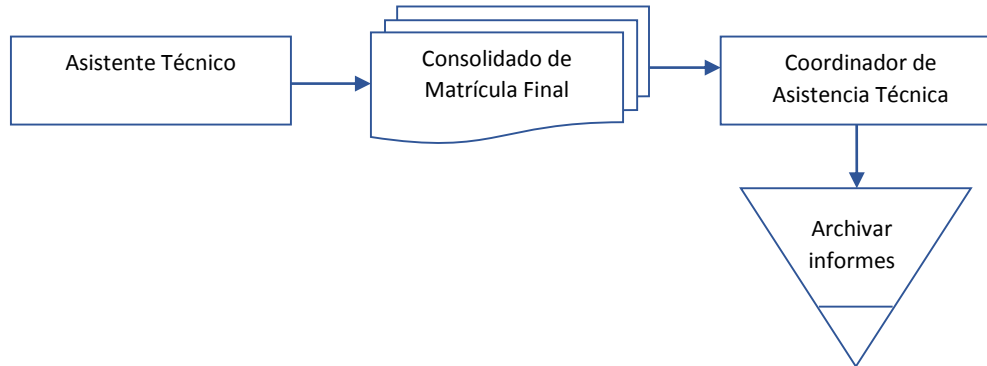 Asistente Técnico
Consolidado de
Matrícula Final
Coordinador de
Asistencia Técnica
Archivar
informes